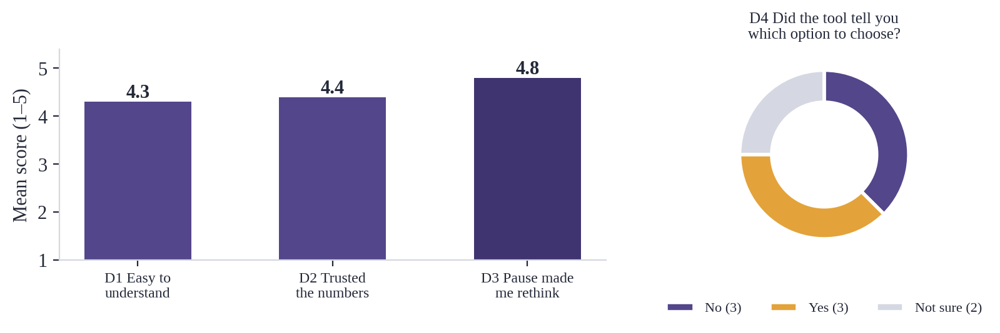 Mean score (1–5)
5
4
3
2
1
4.3
4.4
4.8
D1 Easy to
understand
D2 Trusted
the numbers
D3 Pause made
me rethink
D4 Did the tool tell you
which option to choose?
No (3)
Yes (3)
Not sure (2)